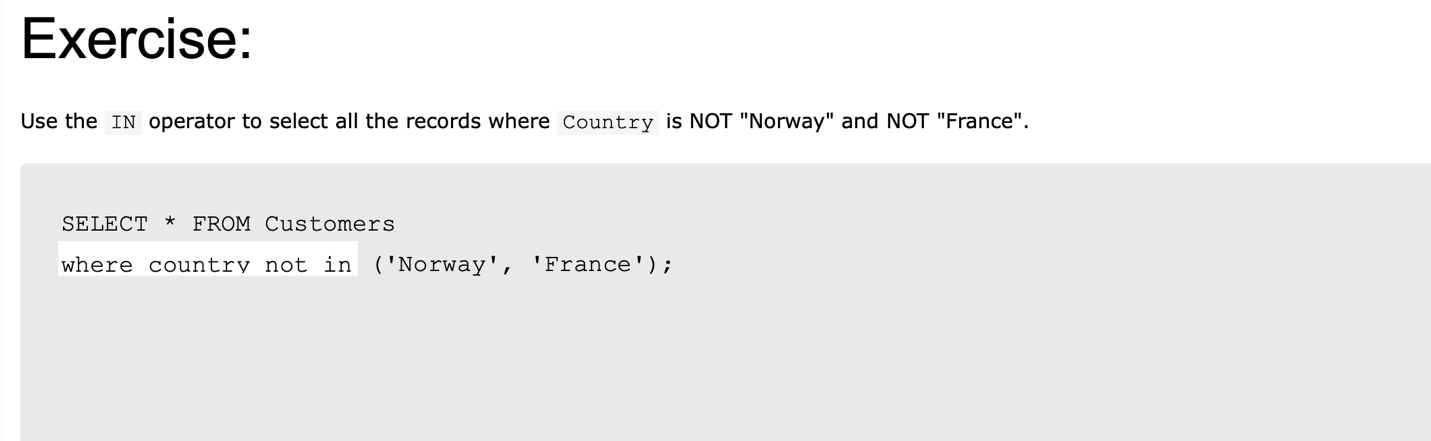 Exercise:
Use the IN operator to select all the records where Country is NOT "Norway" and NOT "France".
SELECT * FROM Customers
where country not in ('Norway', 'France');